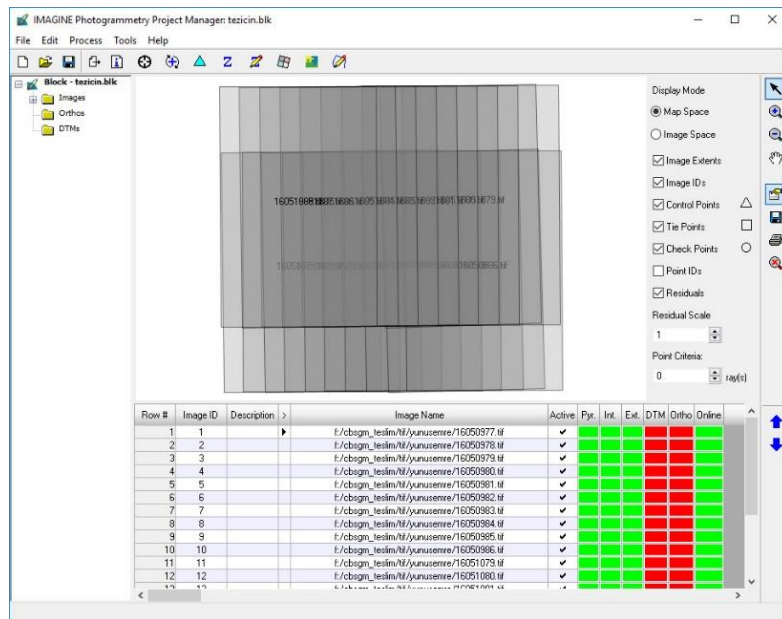 IMAGINE Photogrammetry Project Manager: tezicin.blk
File Edit Process Tools Help
Block - tezicin.blk
Images
Orthos
DTMs
Display Mode
Map Space
Image Space
Image Extents
Image IDs
Control Points
Tie Points
Check Points
Point IDs
Residuals
Residual Scale
1
Point Criteria:
0 ray(s)
Row # Image ID Description > Image Name Active Pyr. Int. Ext. DTM Ortho Online
1 1 f:/cbsgm_teslim/tif/yunusemre/16050977.tif
2 2 f:/cbsgm_teslim/tif/yunusemre/16050978.tif
3 3 f:/cbsgm_teslim/tif/yunusemre/16050979.tif
4 4 f:/cbsgm_teslim/tif/yunusemre/16050980.tif
5 5 f:/cbsgm_teslim/tif/yunusemre/16050981.tif
6 6 f:/cbsgm_teslim/tif/yunusemre/16050982.tif
7 7 f:/cbsgm_teslim/tif/yunusemre/16050983.tif
8 8 f:/cbsgm_teslim/tif/yunusemre/16050984.tif
9 9 f:/cbsgm_teslim/tif/yunusemre/16050985.tif
10 10 f:/cbsgm_teslim/tif/yunusemre/16050986.tif
11 11 f:/cbsgm_teslim/tif/yunusemre/16051079.tif
12 12 f:/cbsgm_teslim/tif/yunusemre/16051080.tif